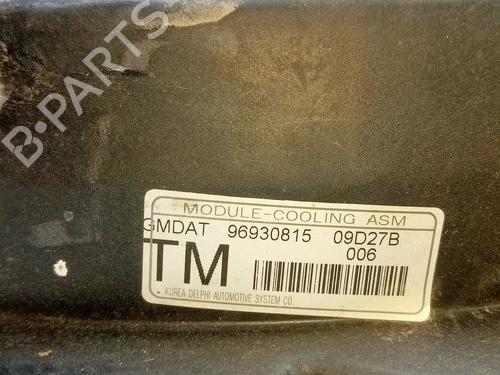 B-PARTS
MODULE-COOLING ASM
GMDAT 96930815 09D27B
TM 006
KOREA DELPHI AUTOMOTIVE SYSTEM CO.